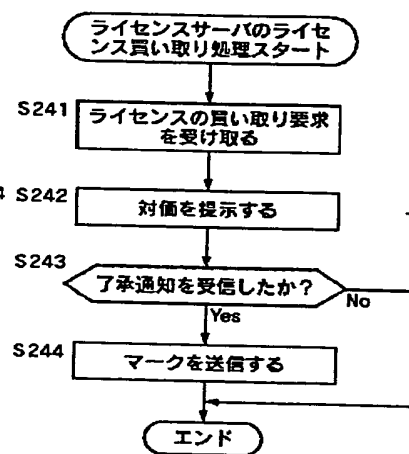 ライセンスサーバのライセ
ンス買い取り処理スタート
S241
ライセンスの買い取り要求
を受け取る
S242
対価を提示する
S243
了承通知を受信したか?
No
Yes
S244
マークを送信する
エンド